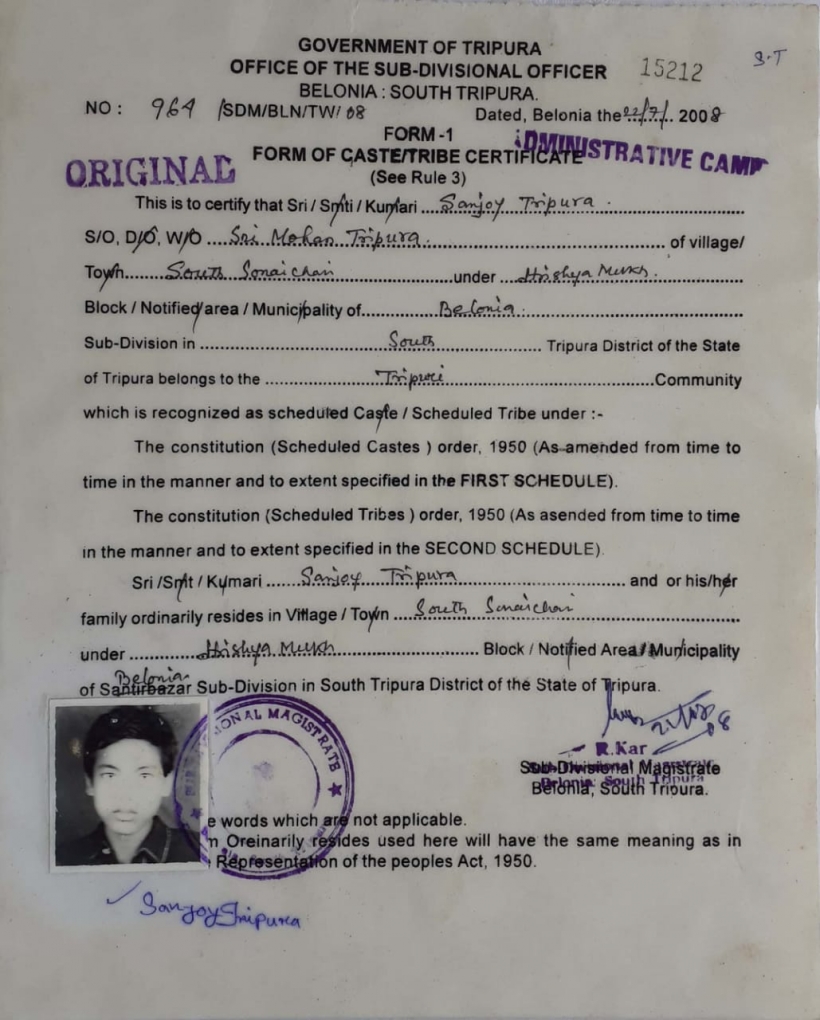 GOVERNMENT OF TRIPURA
OFFICE OF THE SUB-DIVISIONAL OFFICER 15212 S.T
BELONIA : SOUTH TRIPURA.
NO : 964 /SDM/BLN/TW/ 08 Dated, Belonia the 22/7/. 2008
FORM -1
ADMINISTRATIVE CAMP
ORIGINAL FORM OF CASTE/TRIBE CERTIFICATE
(See Rule 3)
This is to certify that Sri / Smti / Kumari .... Sanjoy Tripura .
S/O, D/O, W/O .... Sri Mohan Tripura. of village/
Town....... South Sonaichari ........under ... Hrishya Mukh.
Block / Notified area / Municipality of........ Belonia.
Sub-Division in ........ South ........ Tripura District of the State
of Tripura belongs to the ........ Tripuri ........Community
which is recognized as scheduled Caste / Scheduled Tribe under :-
The constitution (Scheduled Castes ) order, 1950 (As amended from time to
time in the manner and to extent specified in the FIRST SCHEDULE).
The constitution (Scheduled Tribes ) order, 1950 (As asended from time to time
in the manner and to extent specified in the SECOND SCHEDULE).
Sri /Smt / Kumari ...... Sanjoy Tripura ........ and or his/her
family ordinarily resides in Village / Town .... South Sonaichari
under ........ Hrishya Mukh ........ Block / Notified Area / Municipality
Belonia
of Santirbazar Sub-Division in South Tripura District of the State of Tripura.
08
R.Kar
Sub-Divisional Magistrate
Belonia, South Tripura.
SIONAL MAGISTRATE
e words which are not applicable.
m Oreinarily resides used here will have the same meaning as in
Representation of the peoples Act, 1950.
Sanjoy Tripura